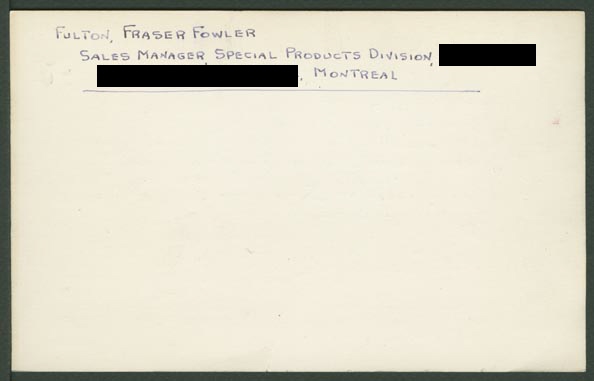 FULTON, FRASER FOWLER
SALES MANAGER, SPECIAL PRODUCTS DIVISION,
, MONTREAL